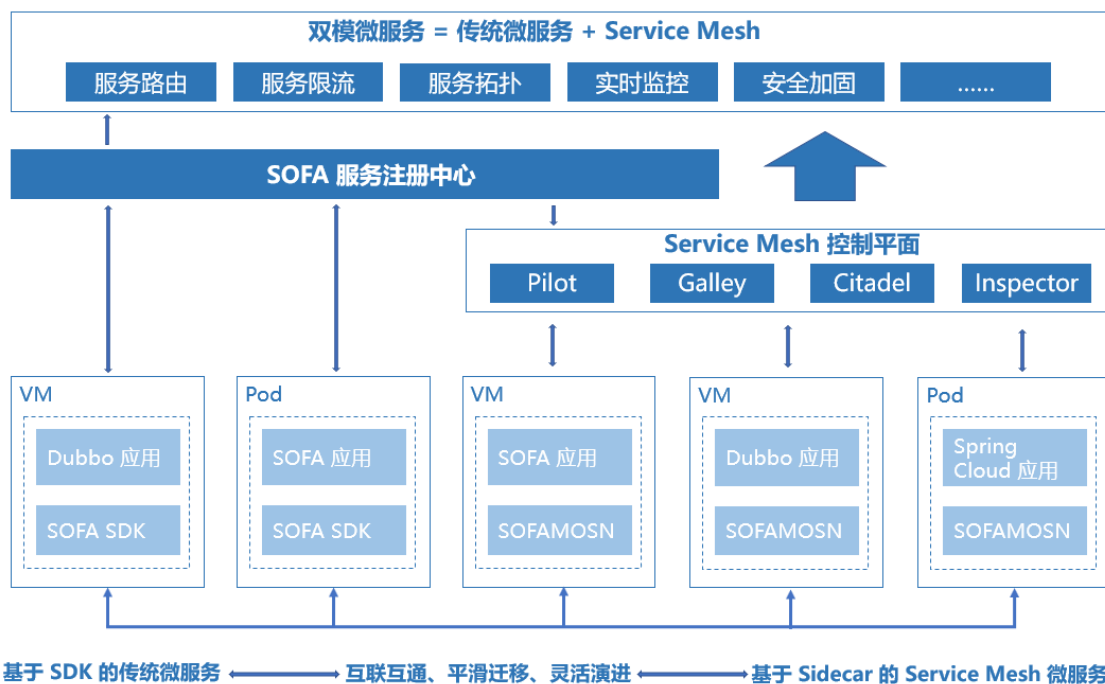 双模微服务 = 传统微服务 + Service Mesh
服务路由
服务限流
服务拓扑
实时监控
安全加固
......
SOFA 服务注册中心
Service Mesh 控制平面
Pilot
Galley
Citadel
Inspector
VM
Dubbo 应用
SOFA SDK
Pod
SOFA 应用
SOFA SDK
VM
SOFA 应用
SOFAMOSN
VM
Dubbo 应用
SOFAMOSN
Pod
Spring
Cloud 应用
SOFAMOSN
基于 SDK 的传统微服务
互联互通、平滑迁移、灵活演进
基于 Sidecar 的 Service Mesh 微服务